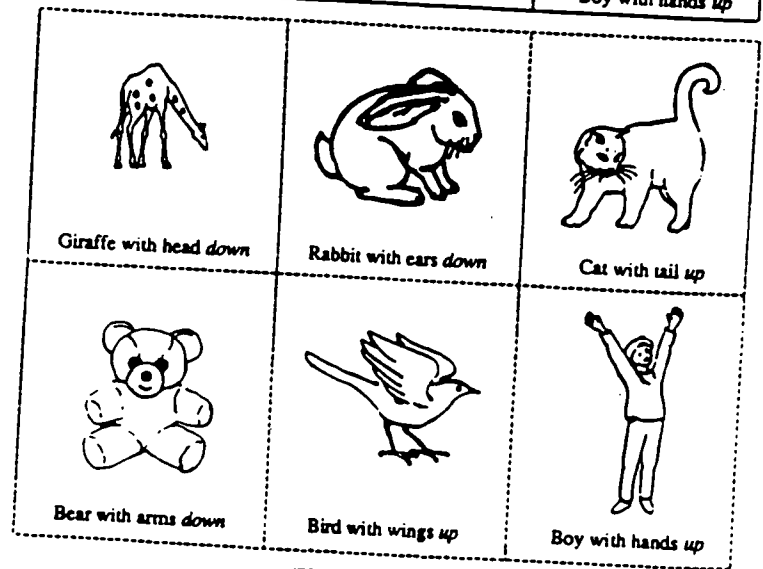 Boy with hands up
Giraffe with head down
Rabbit with ears down
Cat with tail up
Bear with arms down
Bird with wings up
Boy with hands up